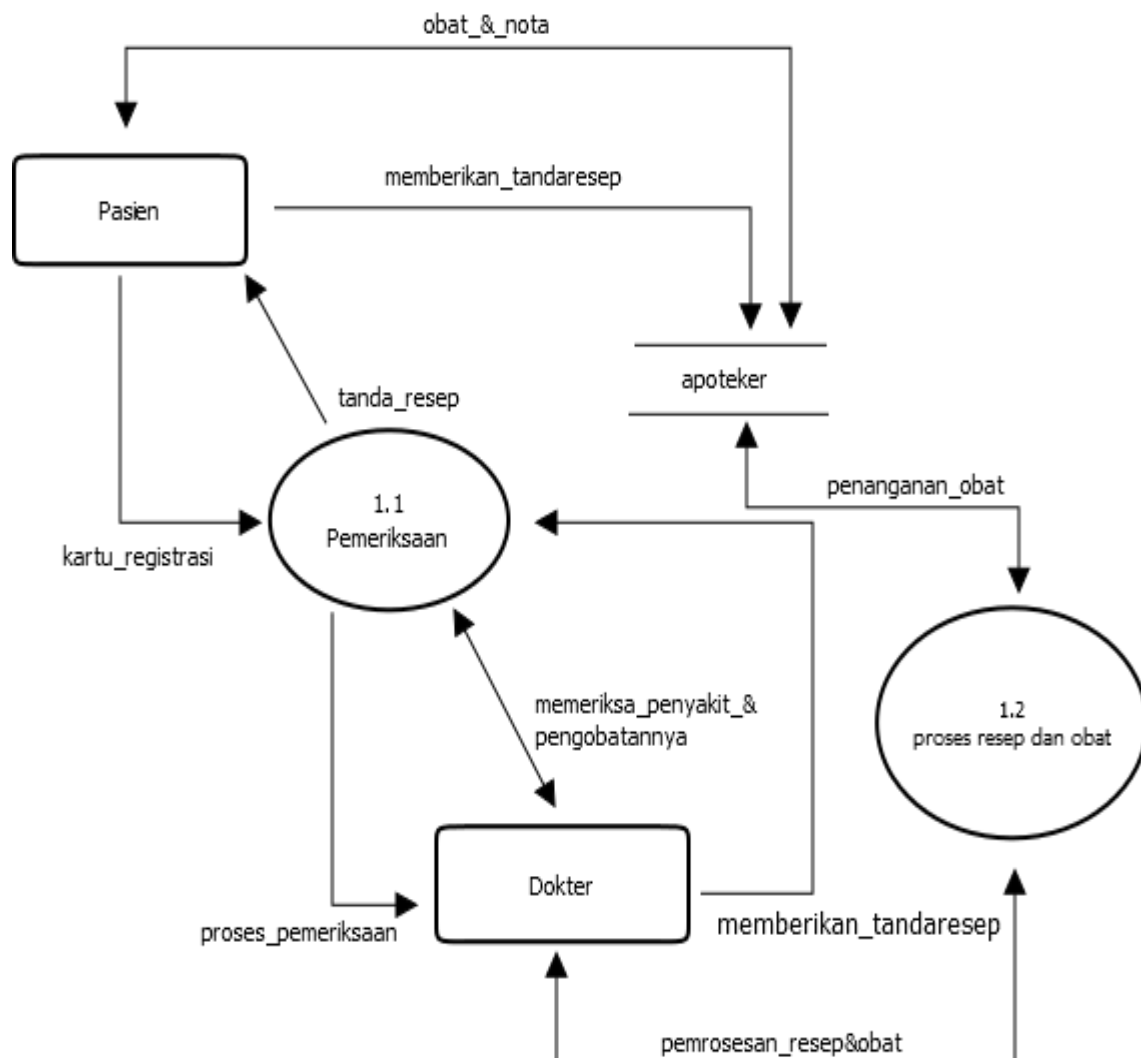 obat_&_nota
memberikan_tandaresep
Pasien
apoteker
tanda_resep
penanganan_obat
1.1
Pemeriksaan
kartu_registrasi
memeriksa_penyakit_&
pengobatannya
1.2
proses resep dan obat
Dokter
memberikan_tandaresep
proses_pemeriksaan
pemrosesan_resep&obat